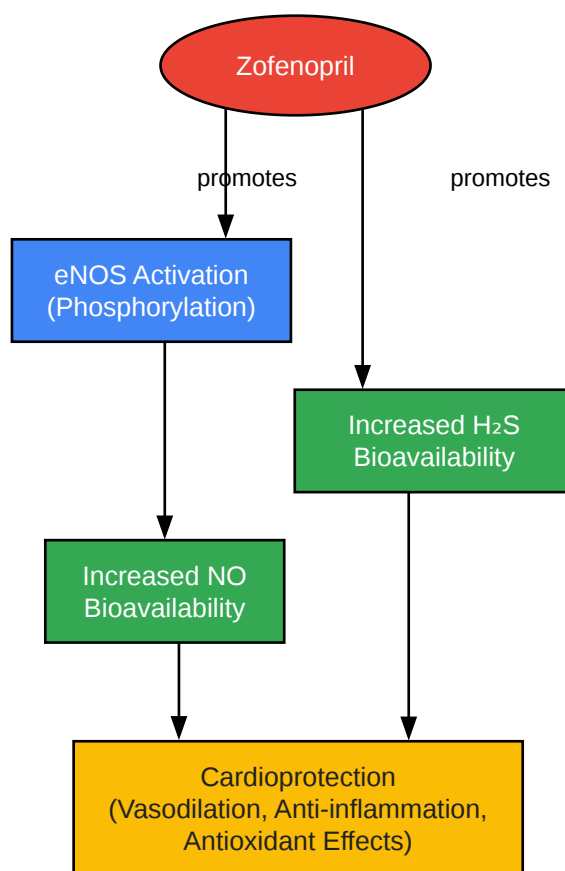 Zofenopril
promotes
promotes
eNOS Activation
(Phosphorylation)
Increased H₂S
Bioavailability
Increased NO
Bioavailability
Cardioprotection
(Vasodilation, Anti-inflammation,
Antioxidant Effects)